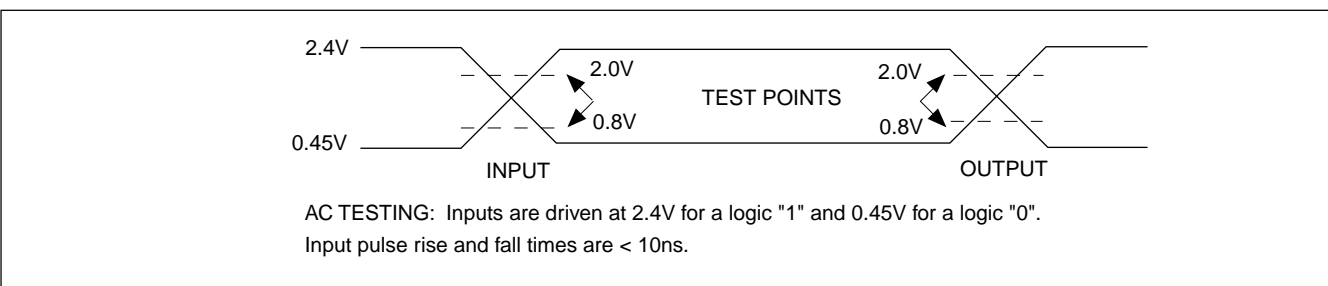 2.4V
2.0V
2.0V
TEST POINTS
0.8V
0.8V
0.45V
INPUT
OUTPUT
AC TESTING: Inputs are driven at 2.4V for a logic "1" and 0.45V for a logic "0".
Input pulse rise and fall times are < 10ns.